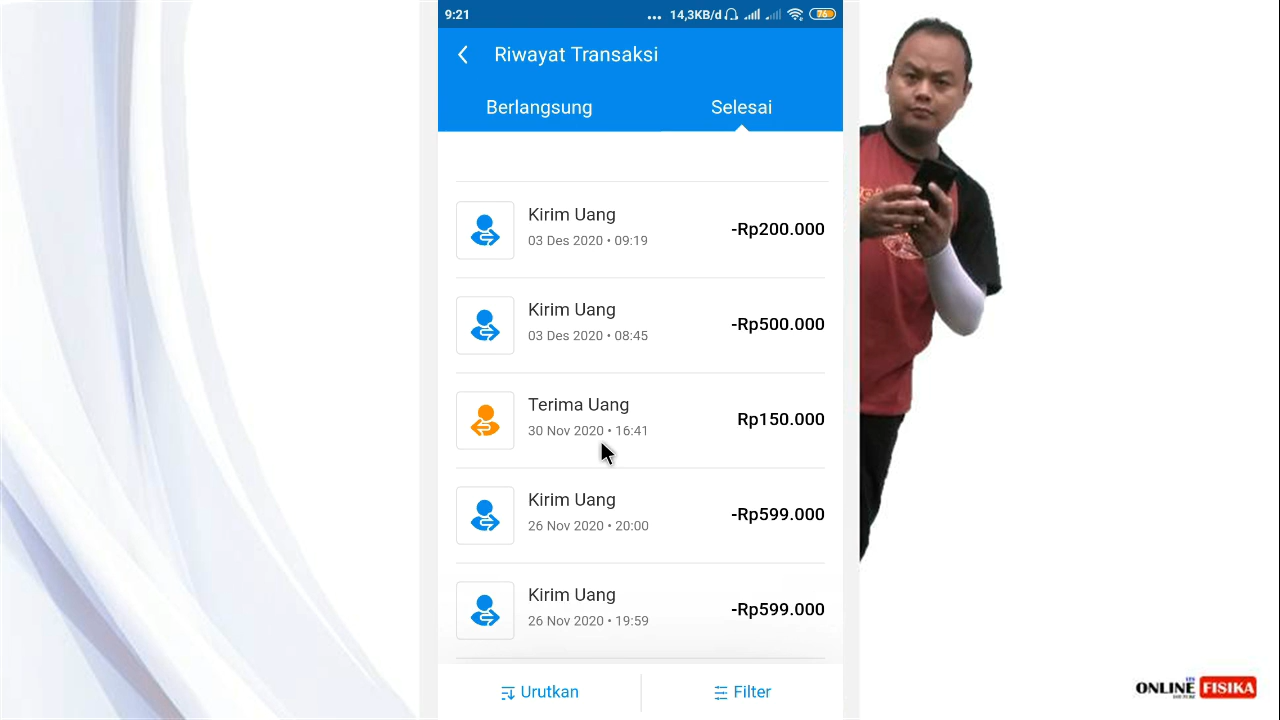 9:21
... 14,3KB/d
76
Riwayat Transaksi
Berlangsung
Selesai
Kirim Uang
03 Des 2020 • 09:19
-Rp200.000
Kirim Uang
03 Des 2020 • 08:45
-Rp500.000
Terima Uang
30 Nov 2020 • 16:41
Rp150.000
Kirim Uang
26 Nov 2020 • 20:00
-Rp599.000
Kirim Uang
26 Nov 2020 • 19:59
-Rp599.000
Urutkan
Filter
ONLINE FISIKA